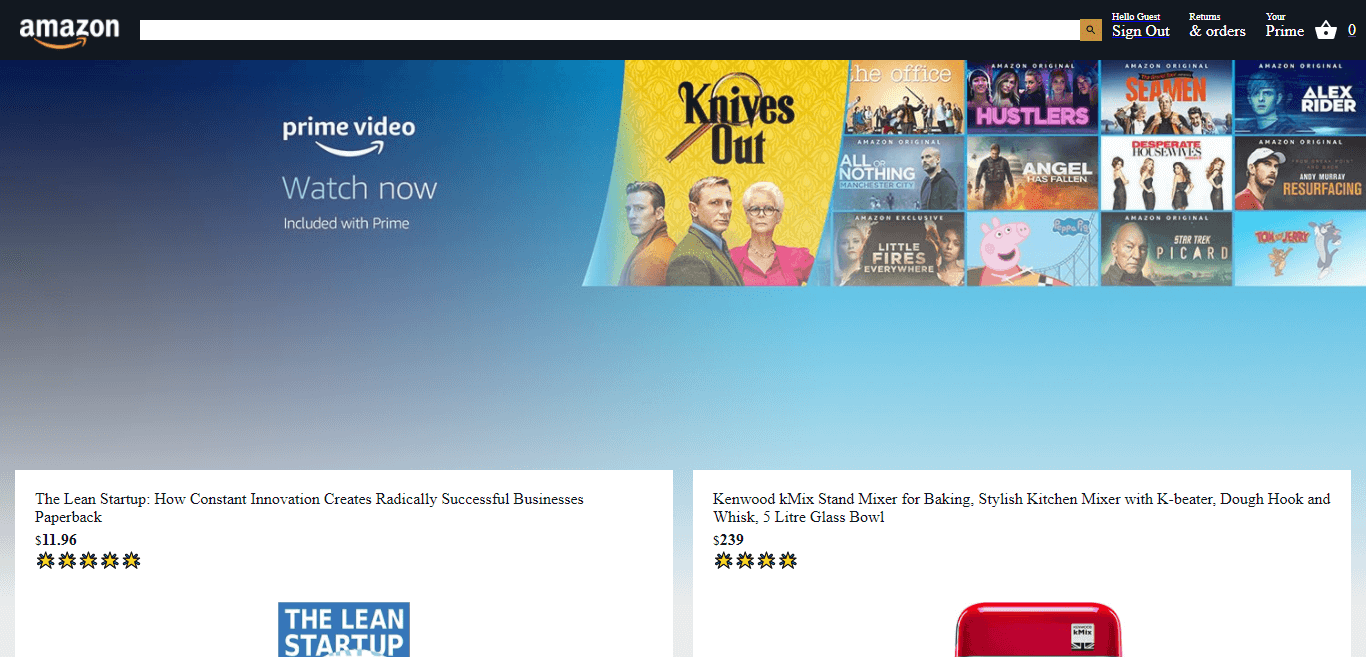 amazon
Hello Guest
Sign Out
Returns
& orders
Your
Prime
0
prime video
Watch now
Included with Prime
Knives
Out
the office
AMAZON ORIGINAL
HUSTLERS
AMAZON ORIGINAL
SEAMEN
AMAZON ORIGINAL
ALEX
RIDER
AMAZON ORIGINAL
ALL OR
NOTHING
MANCHESTER CITY
ANGEL
HAS FALLEN
DESPERATE
HOUSEWIVES
AMAZON ORIGINAL
ANDY MURRAY
RESURFACING
AMAZON EXCLUSIVE
LITTLE
FIRES
EVERYWHERE
Peppa Pig
AMAZON ORIGINAL
STAR TREK
PICARD
TOM and JERRY
The Lean Startup: How Constant Innovation Creates Radically Successful Businesses
Paperback
$11.96
THE LEAN
STARTUP
Kenwood kMix Stand Mixer for Baking, Stylish Kitchen Mixer with K-beater, Dough Hook and
Whisk, 5 Litre Glass Bowl
$239
KENWOOD
kMix